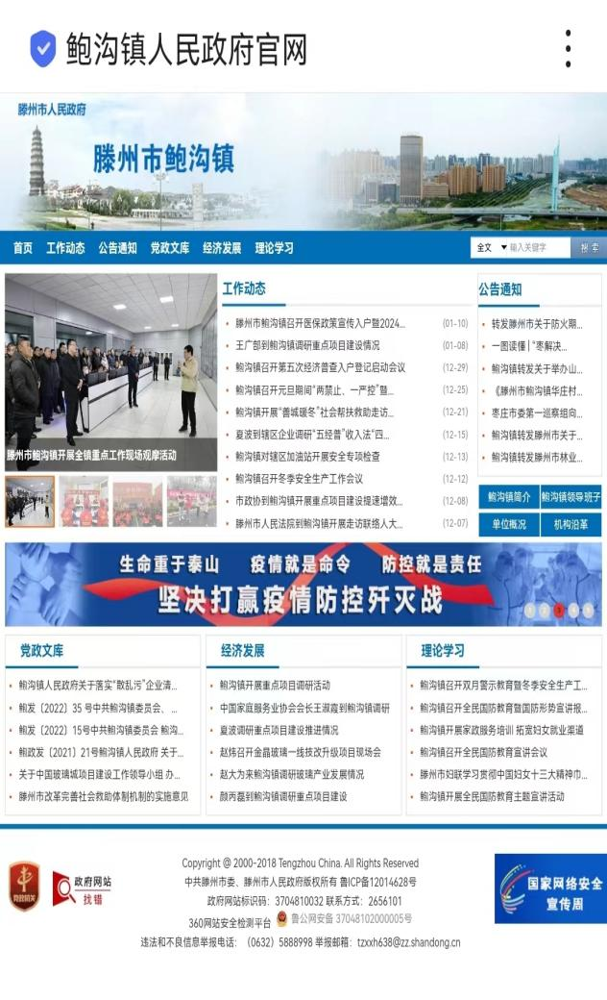 鲍沟镇人民政府官网
滕州市人民政府
滕州市鲍沟镇
首页 工作动态 公告通知 党政文库 经济发展 理论学习
全文 输入关键字 搜索
滕州市鲍沟镇开展全镇重点工作现场观摩活动
工作动态
滕州市鲍沟镇召开医保政策宣传入户暨2024... (01-10)
王广部到鲍沟镇调研重点项目建设情况 (01-08)
鲍沟镇召开第五次经济普查入户登记启动会议 (12-29)
鲍沟镇召开元旦期间“两禁止、一严控”暨... (12-25)
鲍沟镇开展“善城暖冬”社会帮扶救助走访... (12-21)
夏波到辖区企业调研“五经普”收入法“四... (12-15)
鲍沟镇对辖区加油站开展安全专项检查 (12-13)
鲍沟镇召开冬季安全生产工作会议 (12-12)
市政协到鲍沟镇开展重点项目建设提速增效... (12-08)
滕州市人民法院到鲍沟镇开展走访联络人大... (12-07)
公告通知
转发滕州市关于防火期...
一图读懂 | “枣解决...
鲍沟镇转发关于举办山...
《滕州市鲍沟镇华庄村...
枣庄市委第一巡察组向...
鲍沟镇转发滕州市关于...
鲍沟镇转发滕州市林业...
鲍沟镇简介 鲍沟镇领导班子
单位概况 机构沿革
生命重于泰山 疫情就是命令 防控就是责任
坚决打赢疫情防控歼灭战
1 2 3 4 5
党政文库
鲍沟镇人民政府关于落实“散乱污”企业清...
鲍发〔2022〕35 号中共鲍沟镇委员会、 ...
鲍发〔2022〕15号中共鲍沟镇委员会 鲍沟...
鲍政发〔2021〕21号鲍沟镇人民政府 关于...
关于中国玻璃城项目建设工作领导小组 办...
滕州市改革完善社会救助体制机制的实施意见
经济发展
鲍沟镇开展重点项目调研活动
中国家庭服务业协会会长王淑霞到鲍沟镇调研
夏波调研重点项目建设推进情况
赵炜召开金晶玻璃一线技改升级项目现场会
赵大为来鲍沟镇调研玻璃产业发展情况
颜丙磊到鲍沟镇调研重点项目建设
理论学习
鲍沟镇召开双月警示教育暨冬季安全生产工...
鲍沟镇召开全民国防教育暨国防形势宣讲报...
鲍沟镇开展家政服务培训 拓宽妇女就业渠道
鲍沟镇召开全民国防教育宣讲会议
滕州市妇联学习贯彻中国妇女十三大精神巾...
鲍沟镇开展全民国防教育主题宣讲活动
党政机关
政府网站
找错
Copyright @ 2000-2018 Tengzhou China. All Rights Reserved
中共滕州市委、滕州市人民政府版权所有 鲁ICP备12014628号
政府网站标识码：3704810032 联系方式：2656101
360网站安全检测平台 鲁公网安备 37048102000005号
违法和不良信息举报电话：（0632）5888998 举报邮箱：tzxxh638@zz.shandong.cn
国家网络安全
宣传周